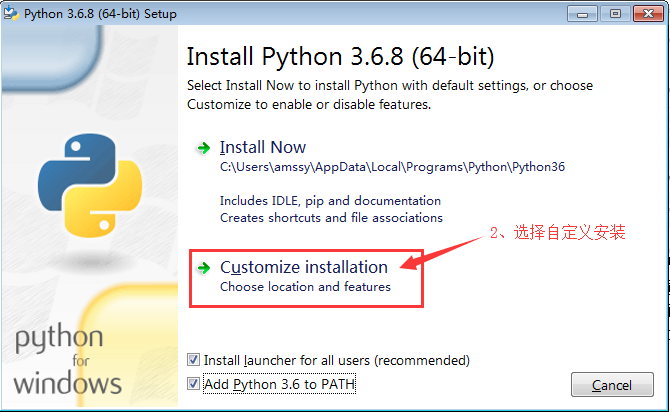 Python 3.6.8 (64-bit) Setup
Install Python 3.6.8 (64-bit)
Select Install Now to install Python with default settings, or choose
Customize to enable or disable features.
Install Now
C:\Users\amssy\AppData\Local\Programs\Python\Python36
Includes IDLE, pip and documentation
Creates shortcuts and file associations
2、选择自定义安装
Customize installation
Choose location and features
python
for
windows
Install launcher for all users (recommended)
Add Python 3.6 to PATH
Cancel